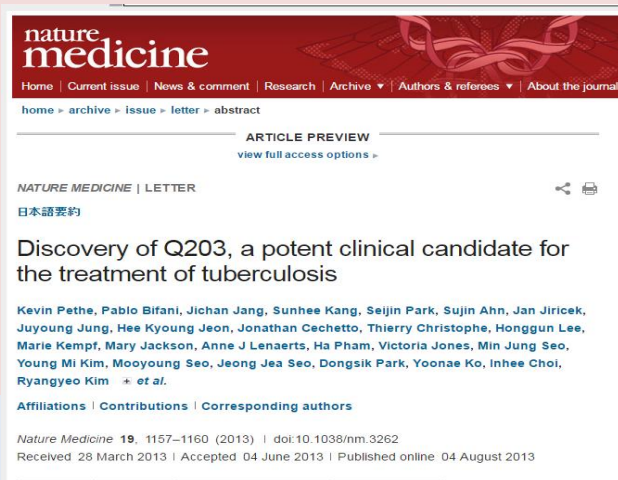 nature
medicine
Home | Current issue | News & comment | Research | Archive ▼ | Authors & referees ▼ | About the journal
home ▸ archive ▸ issue ▸ letter ▸ abstract
ARTICLE PREVIEW
view full access options ▸
NATURE MEDICINE | LETTER
日本語要約
Discovery of Q203, a potent clinical candidate for
the treatment of tuberculosis
Kevin Pethe, Pablo Bifani, Jichan Jang, Sunhee Kang, Seijin Park, Sujin Ahn, Jan Jiricek,
Juyoung Jung, Hee Kyoung Jeon, Jonathan Cechetto, Thierry Christophe, Honggun Lee,
Marie Kempf, Mary Jackson, Anne J Lenaerts, Ha Pham, Victoria Jones, Min Jung Seo,
Young Mi Kim, Mooyoung Seo, Jeong Jea Seo, Dongsik Park, Yoonae Ko, Inhee Choi,
Ryangyeo Kim + et al.
Affiliations | Contributions | Corresponding authors
Nature Medicine 19, 1157–1160 (2013) | doi:10.1038/nm.3262
Received 28 March 2013 | Accepted 04 June 2013 | Published online 04 August 2013